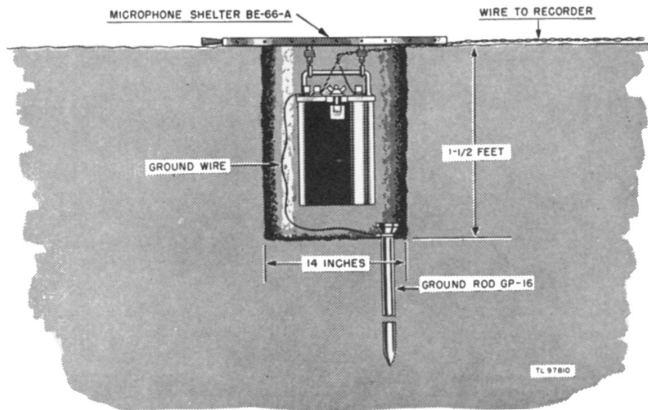 MICROPHONE SHELTER BE-66-A
WIRE TO RECORDER
1-1/2 FEET
GROUND WIRE
14 INCHES
GROUND ROD GP-16
TL 97810